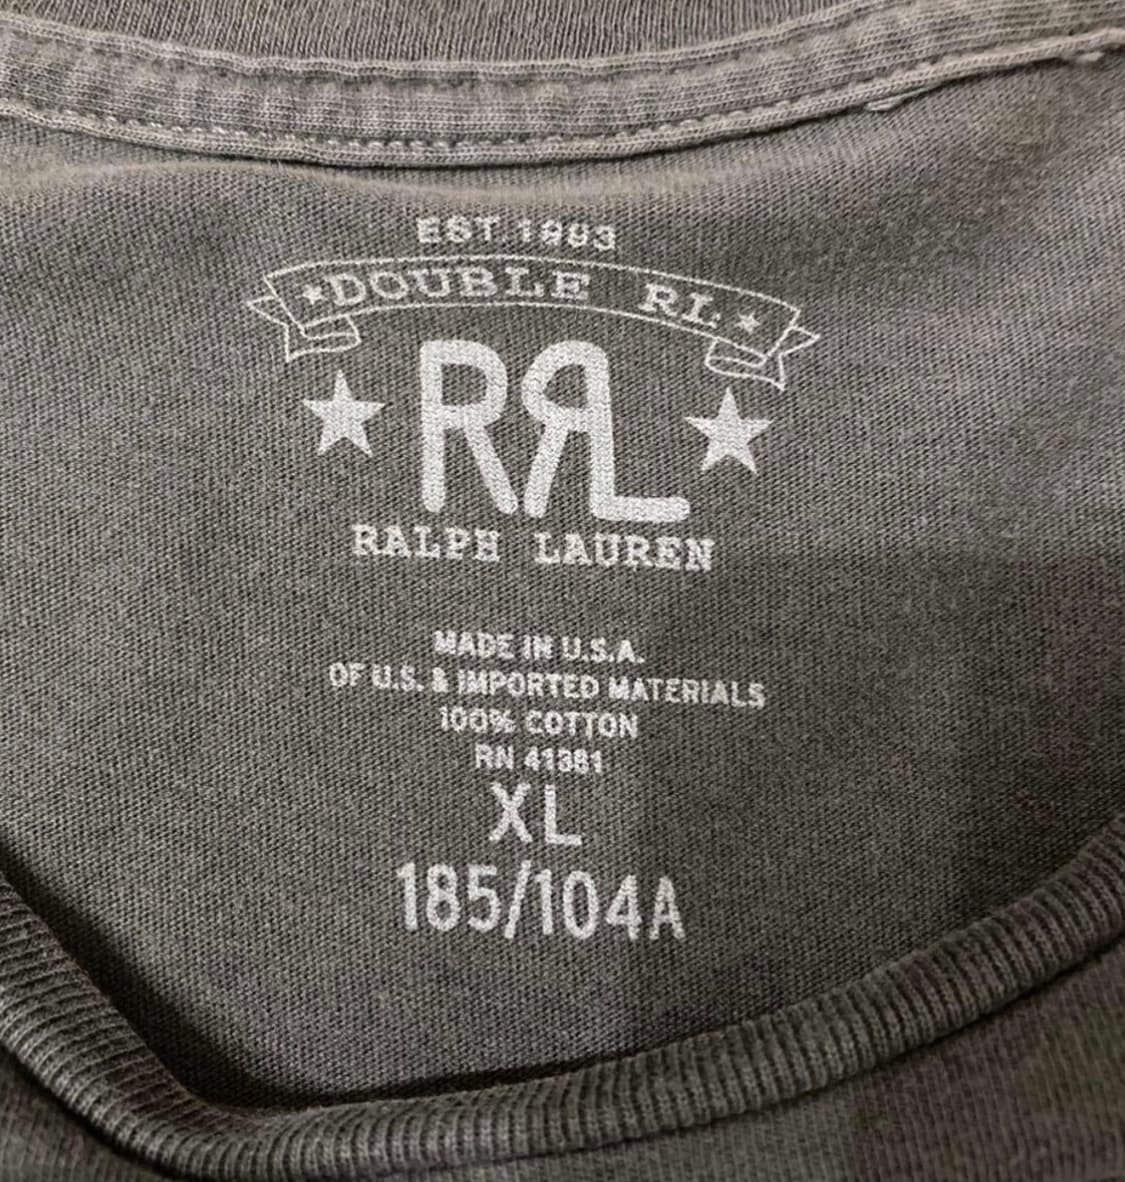 EST. 1993
★DOUBLE RL★
RRL
RALPH LAUREN
MADE IN U.S.A.
OF U.S. & IMPORTED MATERIALS
100% COTTON
RN 41381
XL
185/104A